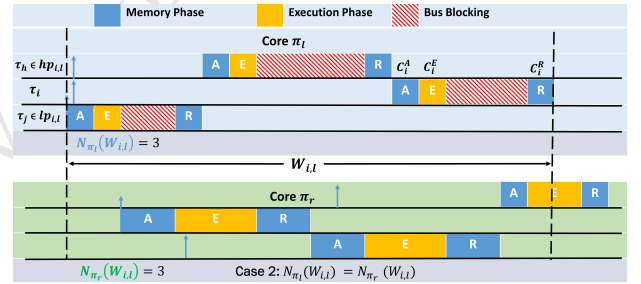 Memory Phase Execution Phase Bus Blocking
Core π_l
τ_h ∈ hp_{i,l} A E R C_i^A C_i^E C_i^R
τ_i A E R
τ_j ∈ lp_{i,l} A E R
N_{π_l}(W_{i,l}) = 3
W_{i,l}
Core π_r A E R
A E R
A E R
N_{π_r}(W_{i,l}) = 3 Case 2: N_{π_l}(W_{i,l}) = N_{π_r}(W_{i,l})